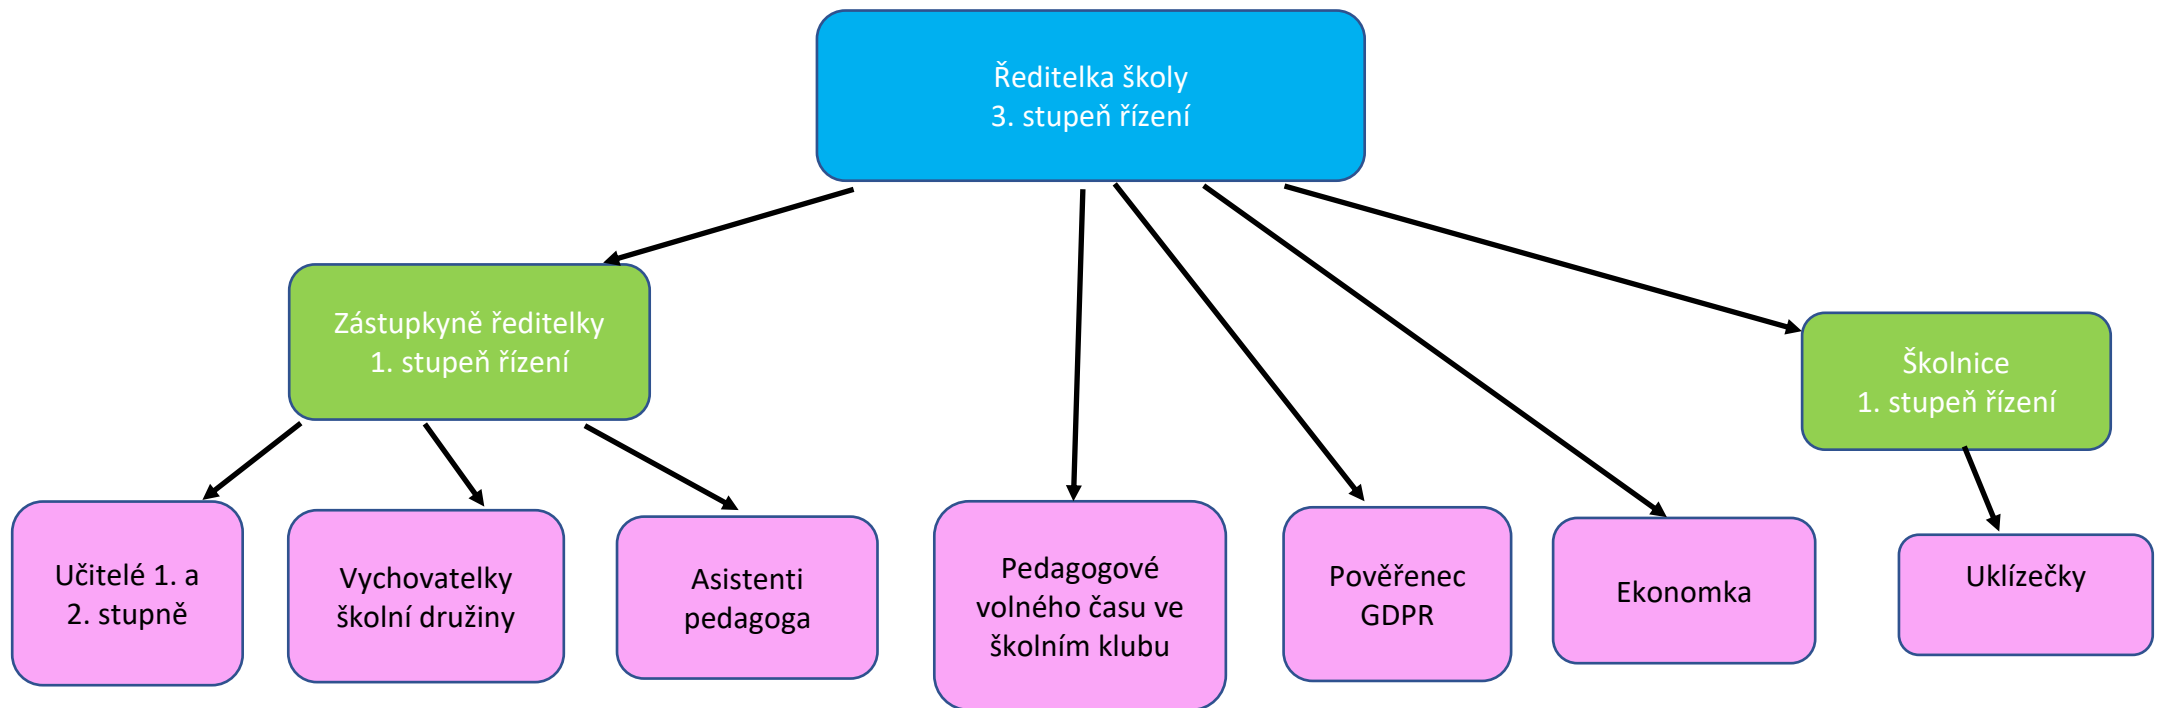 Ředitelka školy
3. stupeň řízení
Zástupkyně ředitelky
1. stupeň řízení
Školnice
1. stupeň řízení
Učitelé 1. a
2. stupně
Vychovatelky
školní družiny
Asistenti
pedagoga
Pedagogové
volného času ve
školním klubu
Pověřenec
GDPR
Ekonomka
Uklízečky